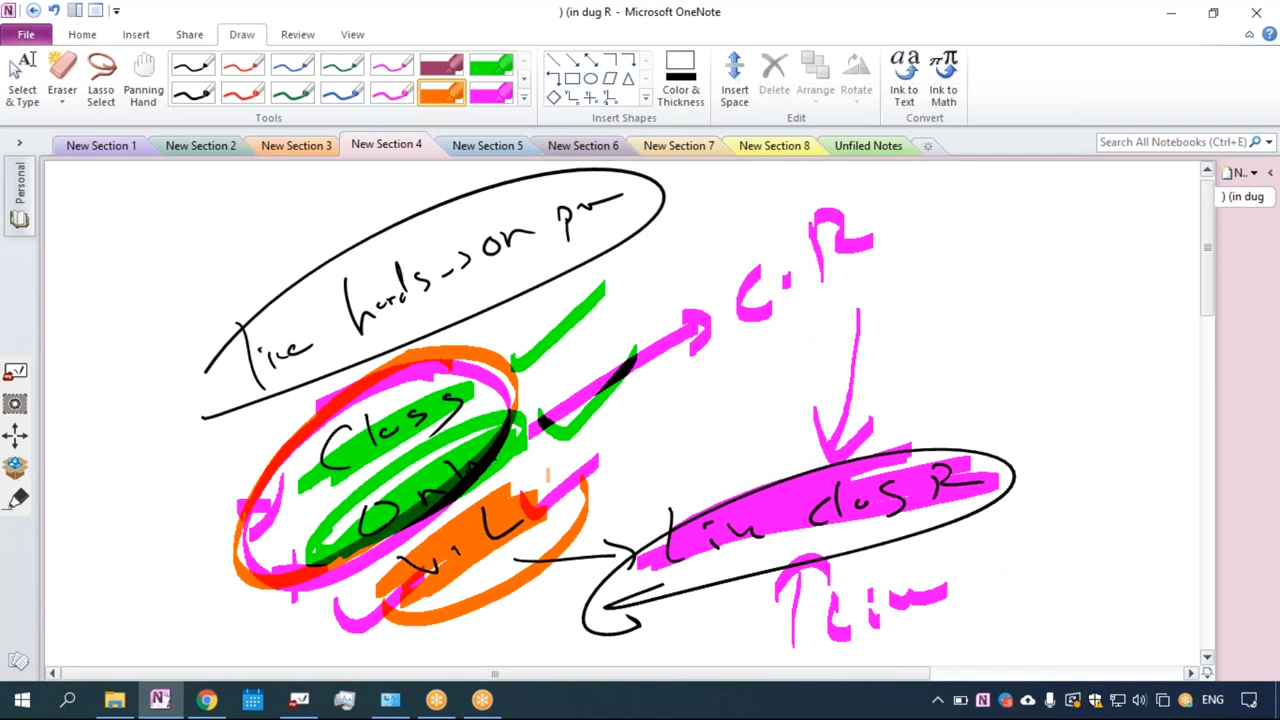 ) (in dug R - Microsoft OneNote
File
Home
Insert
Share
Draw
Review
View
Select & Type
Eraser
Lasso Select
Panning Hand
Color & Thickness
Insert Space
Delete
Arrange
Rotate
Ink to Text
Ink to Math
Tools
Insert Shapes
Edit
Convert
New Section 1
New Section 2
New Section 3
New Section 4
New Section 5
New Section 6
New Section 7
New Section 8
Unfiled Notes
Search All Notebooks (Ctrl+E)
N..
Personal
) (in dug
hands -> on
C.R
Class
Onl
V.L
R
ENG